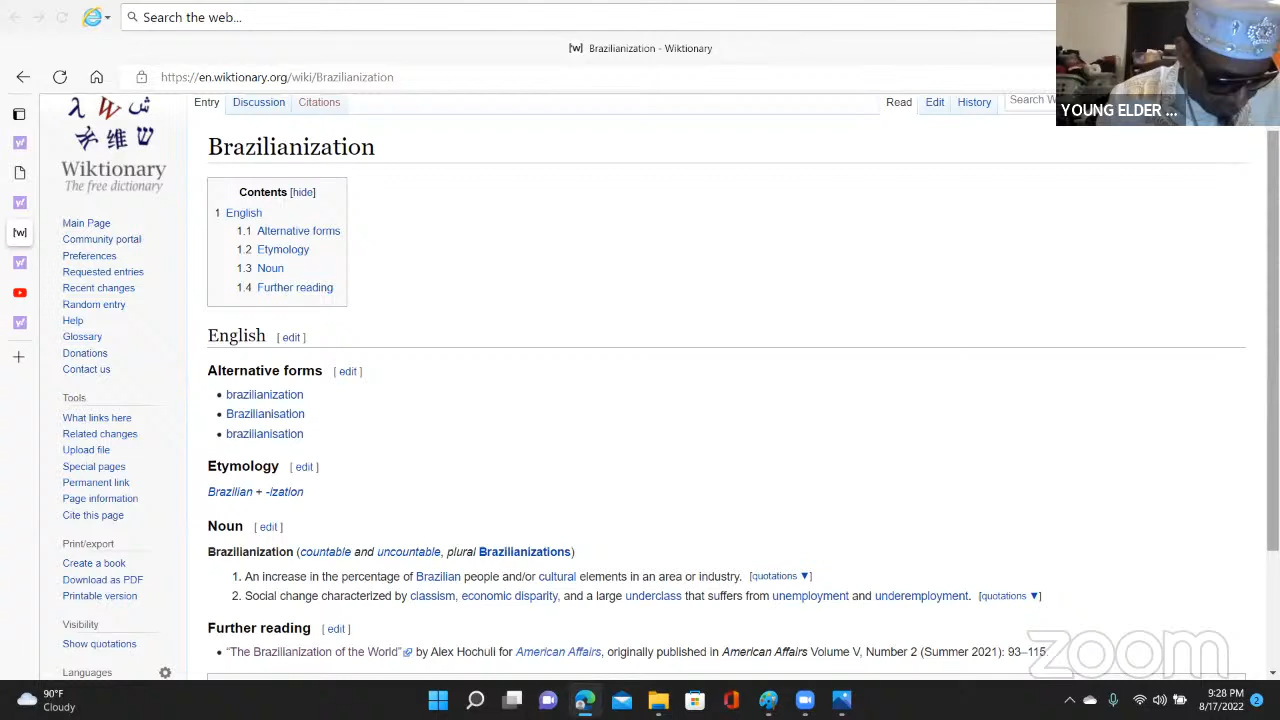 Search the web...
Brazilianization - Wiktionary
https://en.wiktionary.org/wiki/Brazilianization
YOUNG ELDER ...
Entry Discussion Citations Read Edit History Search W
Wiktionary
The free dictionary
Main Page
Community portal
Preferences
Requested entries
Recent changes
Random entry
Help
Glossary
Donations
Contact us
Tools
What links here
Related changes
Upload file
Special pages
Permanent link
Page information
Cite this page
Print/export
Create a book
Download as PDF
Printable version
Visibility
Show quotations
Languages
Brazilianization
Contents [hide]
1 English
1.1 Alternative forms
1.2 Etymology
1.3 Noun
1.4 Further reading
English [ edit ]
Alternative forms [ edit ]
• brazilianization
• Brazilianisation
• brazilianisation
Etymology [ edit ]
Brazilian + -ization
Noun [ edit ]
Brazilianization (countable and uncountable, plural Brazilianizations)
1. An increase in the percentage of Brazilian people and/or cultural elements in an area or industry. [quotations ▼]
2. Social change characterized by classism, economic disparity, and a large underclass that suffers from unemployment and underemployment. [quotations ▼]
Further reading [ edit ]
• “The Brazilianization of the World” by Alex Hochuli for American Affairs, originally published in American Affairs Volume V, Number 2 (Summer 2021): 93–115.
zoom
90°F
Cloudy
9:28 PM
8/17/2022
2